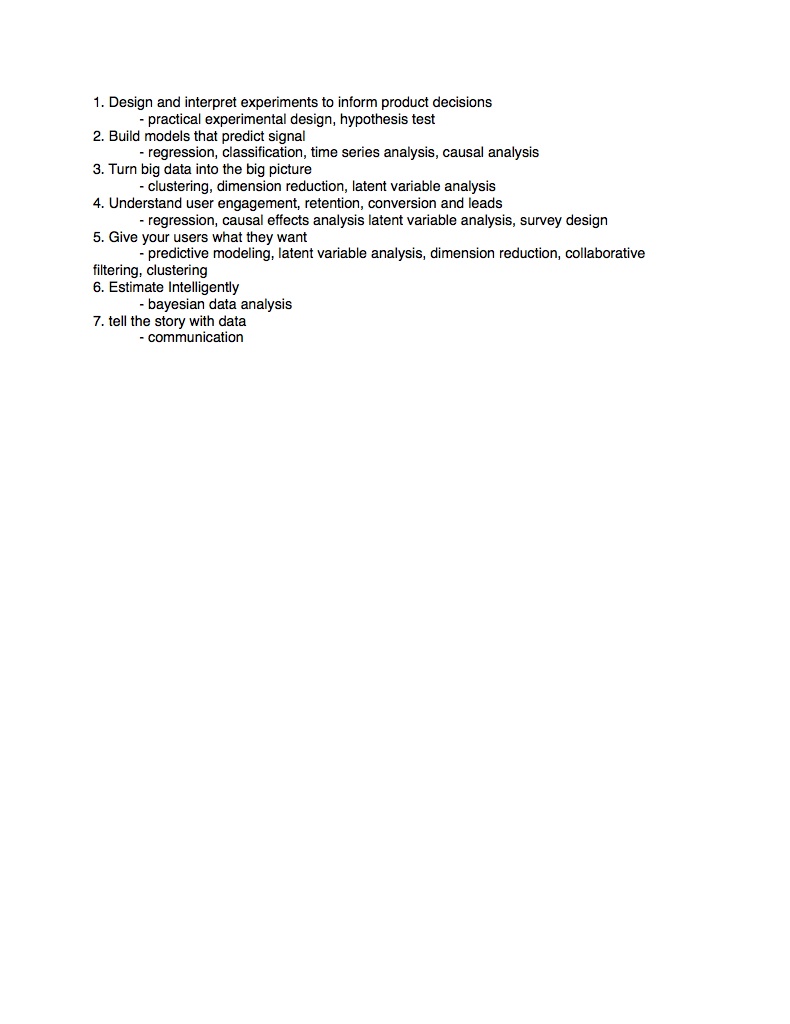 1. Design and interpret experiments to inform product decisions
- practical experimental design, hypothesis test
2. Build models that predict signal
- regression, classification, time series analysis, causal analysis
3. Turn big data into the big picture
- clustering, dimension reduction, latent variable analysis
4. Understand user engagement, retention, conversion and leads
- regression, causal effects analysis latent variable analysis, survey design
5. Give your users what they want
- predictive modeling, latent variable analysis, dimension reduction, collaborative
filtering, clustering
6. Estimate Intelligently
- bayesian data analysis
7. tell the story with data
- communication